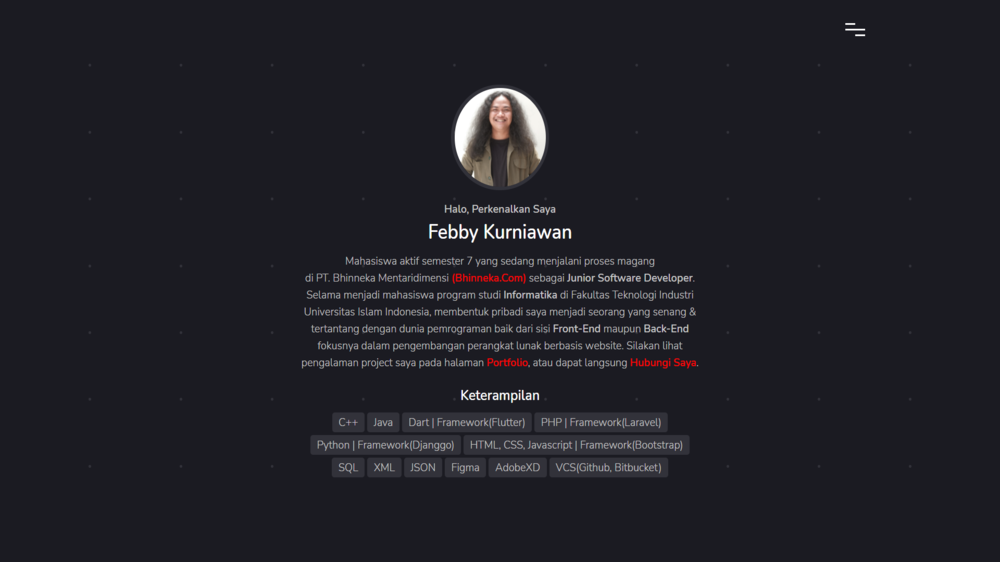 Halo, Perkenalkan Saya
Febby Kurniawan
Mahasiswa aktif semester 7 yang sedang menjalani proses magang
di PT. Bhinneka Mentaridimensi (Bhinneka.Com) sebagai Junior Software Developer.
Selama menjadi mahasiswa program studi Informatika di Fakultas Teknologi Industri
Universitas Islam Indonesia, membentuk pribadi saya menjadi seorang yang senang &
tertantang dengan dunia pemrograman baik dari sisi Front-End maupun Back-End
fokusnya dalam pengembangan perangkat lunak berbasis website. Silakan lihat
pengalaman project saya pada halaman Portfolio, atau dapat langsung Hubungi Saya.
Keterampilan
C++ Java Dart | Framework(Flutter) PHP | Framework(Laravel)
Python | Framework(Djanggo) HTML, CSS, Javascript | Framework(Bootstrap)
SQL XML JSON Figma AdobeXD VCS(Github, Bitbucket)